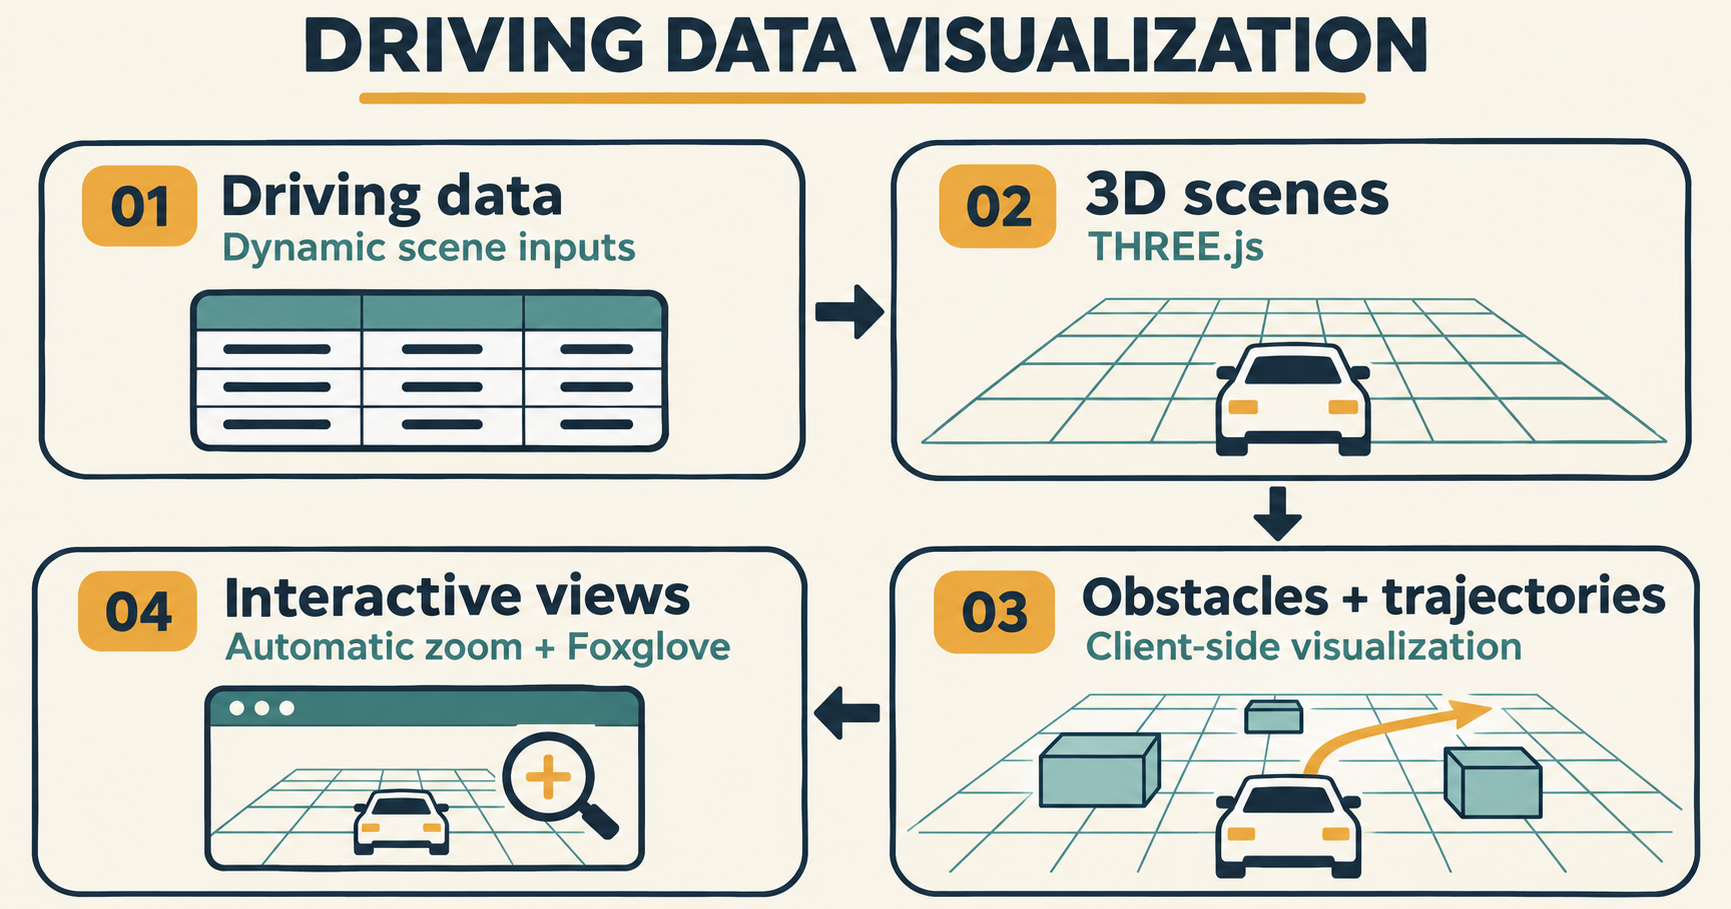 DRIVING DATA VISUALIZATION
01
Driving data
Dynamic scene inputs
02
3D scenes
THREE.js
03
Obstacles + trajectories
Client-side visualization
04
Interactive views
Automatic zoom + Foxglove